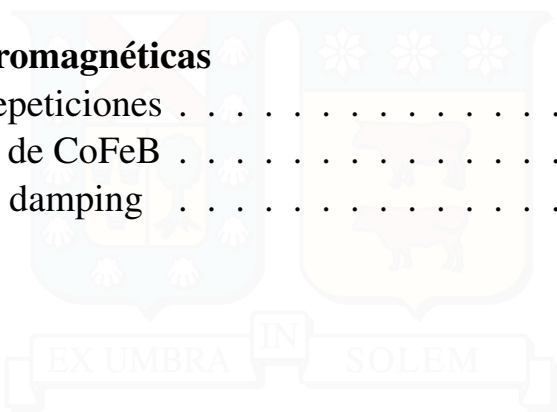 romagnéticas
epeticiones . . . . . . . . . . . . . .
de CoFeB . . . . . . . . . . . . . .
damping . . . . . . . . . . . . . .
IN
EX UMBRA SOLEM